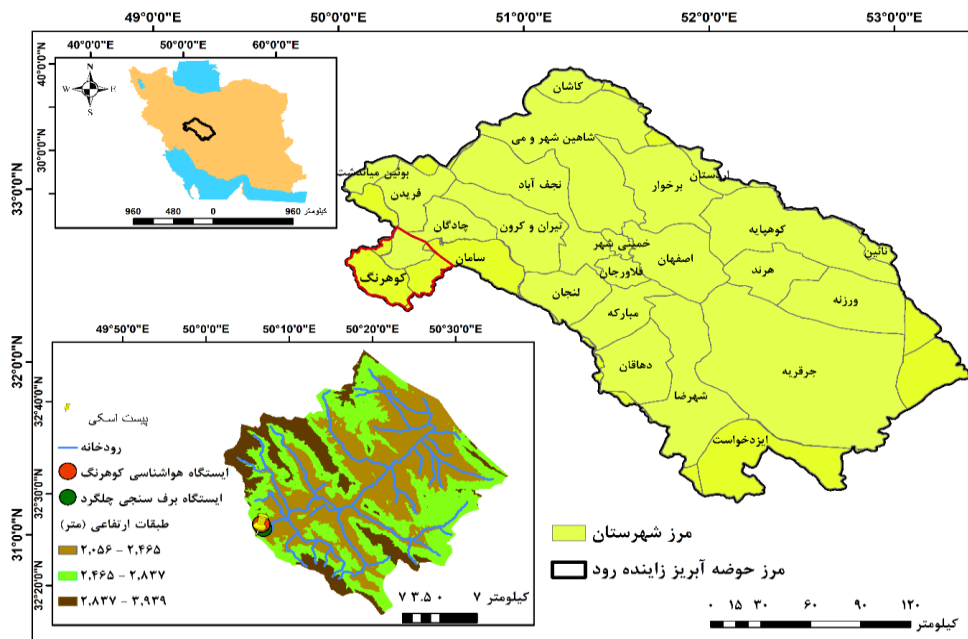 49°0'0"N 50°0'0"N 51°0'0"N 52°0'0"N 53°0'0"N
33°0'0"N
32°0'0"N
31°0'0"N
40°0'0"N 50°0'0"N 60°0'0"N
40°0'0"N
30°0'0"N
N
W E
S
960 480 0 960 کیلومتر
کاشان
شاهین شهر و می
اردستان
برخوار
نجف آباد
بوئین میاندشت
فریدن
تیران و کرون
چادگان
کوهپایه
نائین
خمینی شهر
اصفهان
سامان
فلاورجان
هرند
کوهرنگ
لنجان
ورزنه
مبارکه
دهاقان
جرقریه
شهرضا
ایزدخواست
49°50'0"N 50°0'0"N 50°10'0"N 50°20'0"N 50°30'0"N
32°40'0"N
32°30'0"N
32°20'0"N
پیست اسکی
رودخانه
ایستگاه هواشناسی کوهرنگ
ایستگاه برف سنجی چلگرد
طبقات ارتفاعی (متر)
۲,۰۵۶ – ۲,۴۶۵
۲,۴۶۵ – ۲,۸۳۷
۲,۸۳۷ – ۳,۹۳۹
۷ ۳.۵ ۰ ۷ کیلومتر
مرز شهرستان
مرز حوضه آبریز زاینده رود
۰ ۱۵ ۳۰ ۶۰ ۹۰ ۱۲۰
کیلومتر